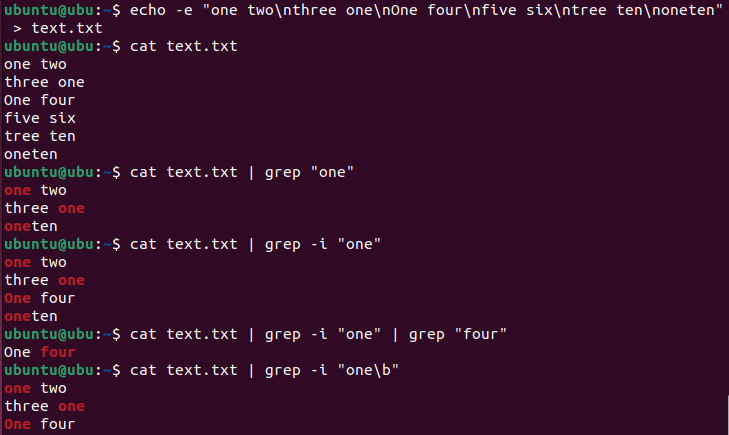 ubuntu@ubu:~$ echo -e "one two\nthree one\nOne four\nfive six\ntree ten\noneten"
 > text.txt
ubuntu@ubu:~$ cat text.txt
one two
three one
One four
five six
tree ten
oneten
ubuntu@ubu:~$ cat text.txt | grep "one"
one two
three one
oneten
ubuntu@ubu:~$ cat text.txt | grep -i "one"
one two
three one
One four
oneten
ubuntu@ubu:~$ cat text.txt | grep -i "one" | grep "four"
One four
ubuntu@ubu:~$ cat text.txt | grep -i "one\b"
one two
three one
One four